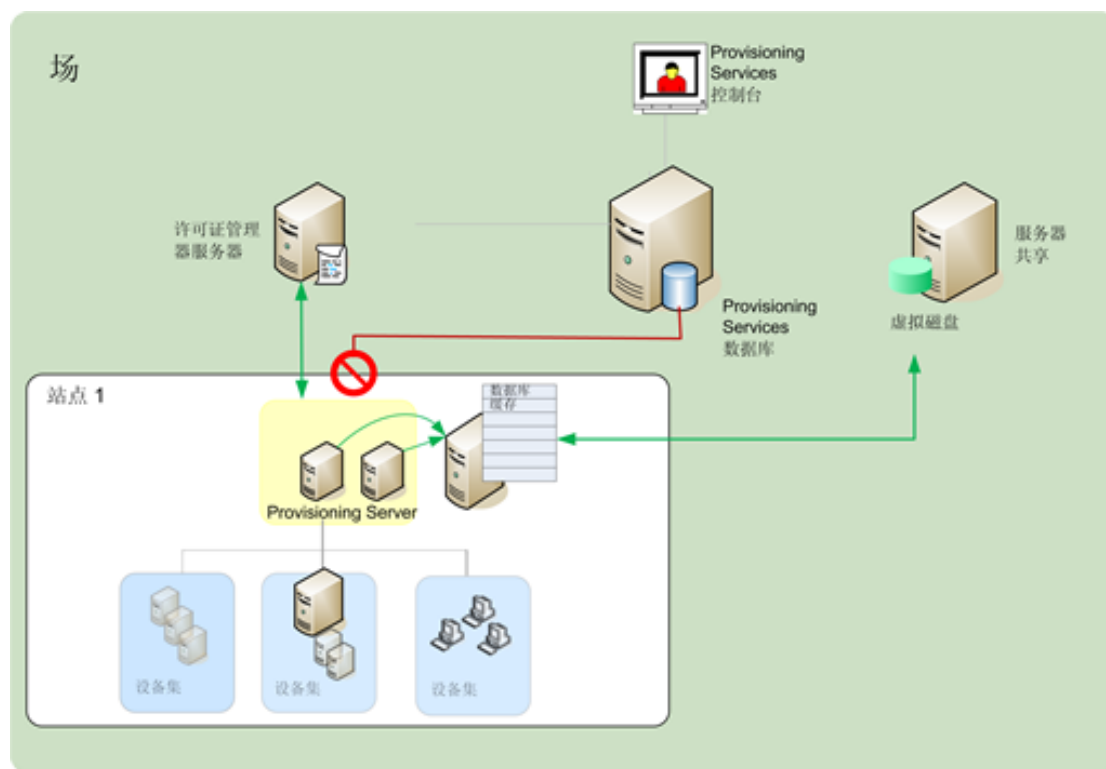 场
Provisioning
Services
控制台
许可证管理
器服务器
服务器
共享
虚拟磁盘
Provisioning
Services
数据库
站点 1
数据库
缓存
Provisioning Server
设备集
设备集
设备集